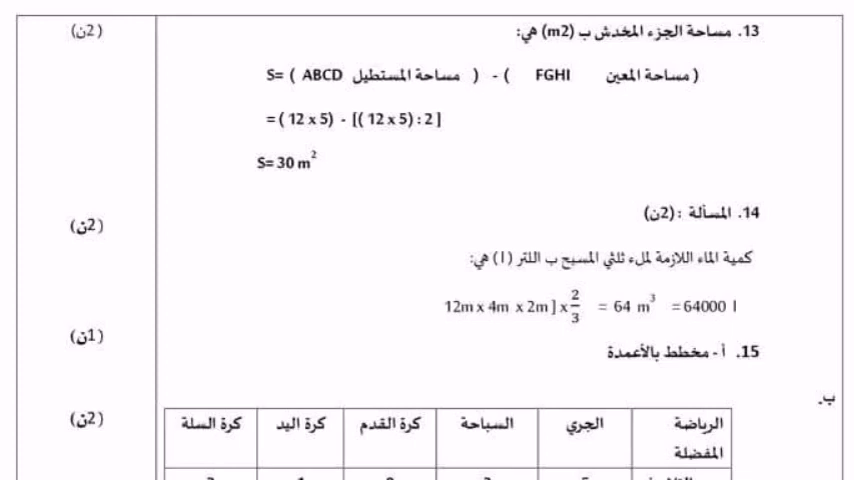 13. مساحة الجزء المخدش ب (m2) هي:
(2ن)
S= ( ABCD مساحة المستطيل ) - ( FGHI مساحة المعين )
= ( 12 x 5) - [( 12 x 5) : 2 ]
S= 30 m²
14. المسألة : (2ن)
(2ن)
كمية الماء اللازمة لملء ثلثي المسبح ب اللتر (l) هي:
12m x 4m x 2m ] x 2/3 = 64 m³ = 64000 l
(1ن)
15. أ - مخطط بالأعمدة
ب.
(2ن)
الرياضة المفضلة | الجري | السباحة | كرة القدم | كرة اليد | كرة السلة